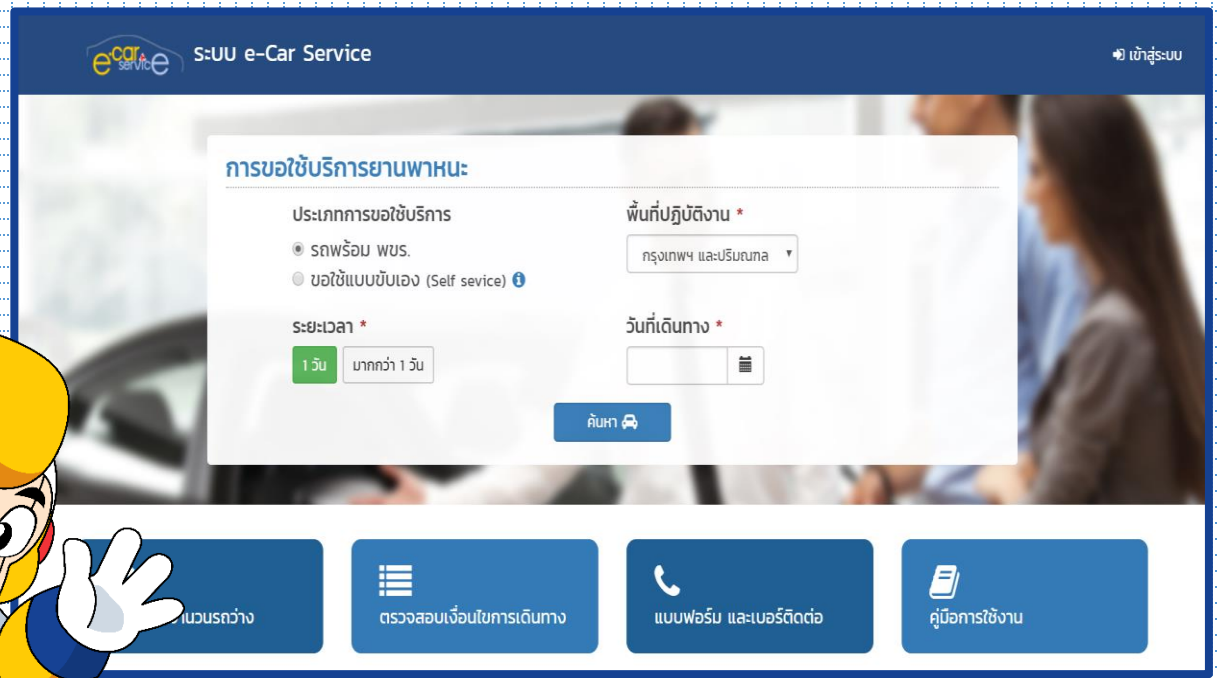 e-car service
ระบบ e-Car Service
เข้าสู่ระบบ
การขอใช้บริการยานพาหนะ
ประเภทการขอใช้บริการ
พื้นที่ปฏิบัติงาน *
รถพร้อม พขร.
กรุงเทพฯ และปริมณฑล
ขอใช้แบบขับเอง (Self sevice)
ระยะเวลา *
วันที่เดินทาง *
1 วัน
มากกว่า 1 วัน
ค้นหา
ตรวจสอบเงื่อนไขการเดินทาง
แบบฟอร์ม และเบอร์ติดต่อ
คู่มือการใช้งาน